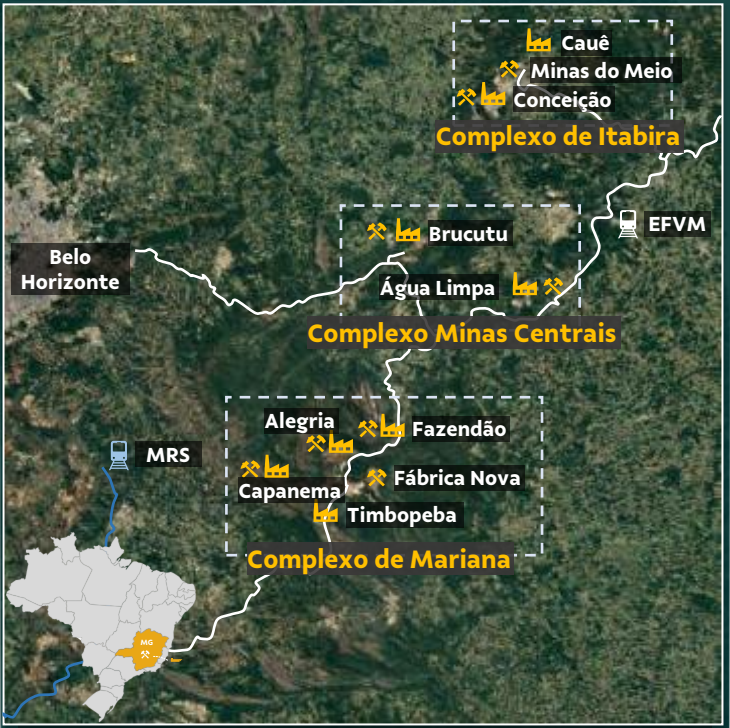 Cauê
Minas do Meio
Conceição
Complexo de Itabira
EFVM
Brucutu
Belo
Horizonte
Água Limpa
Complexo Minas Centrais
Alegria
Fazendão
MRS
Fábrica Nova
Capanema
Timbopeba
Complexo de Mariana
MG